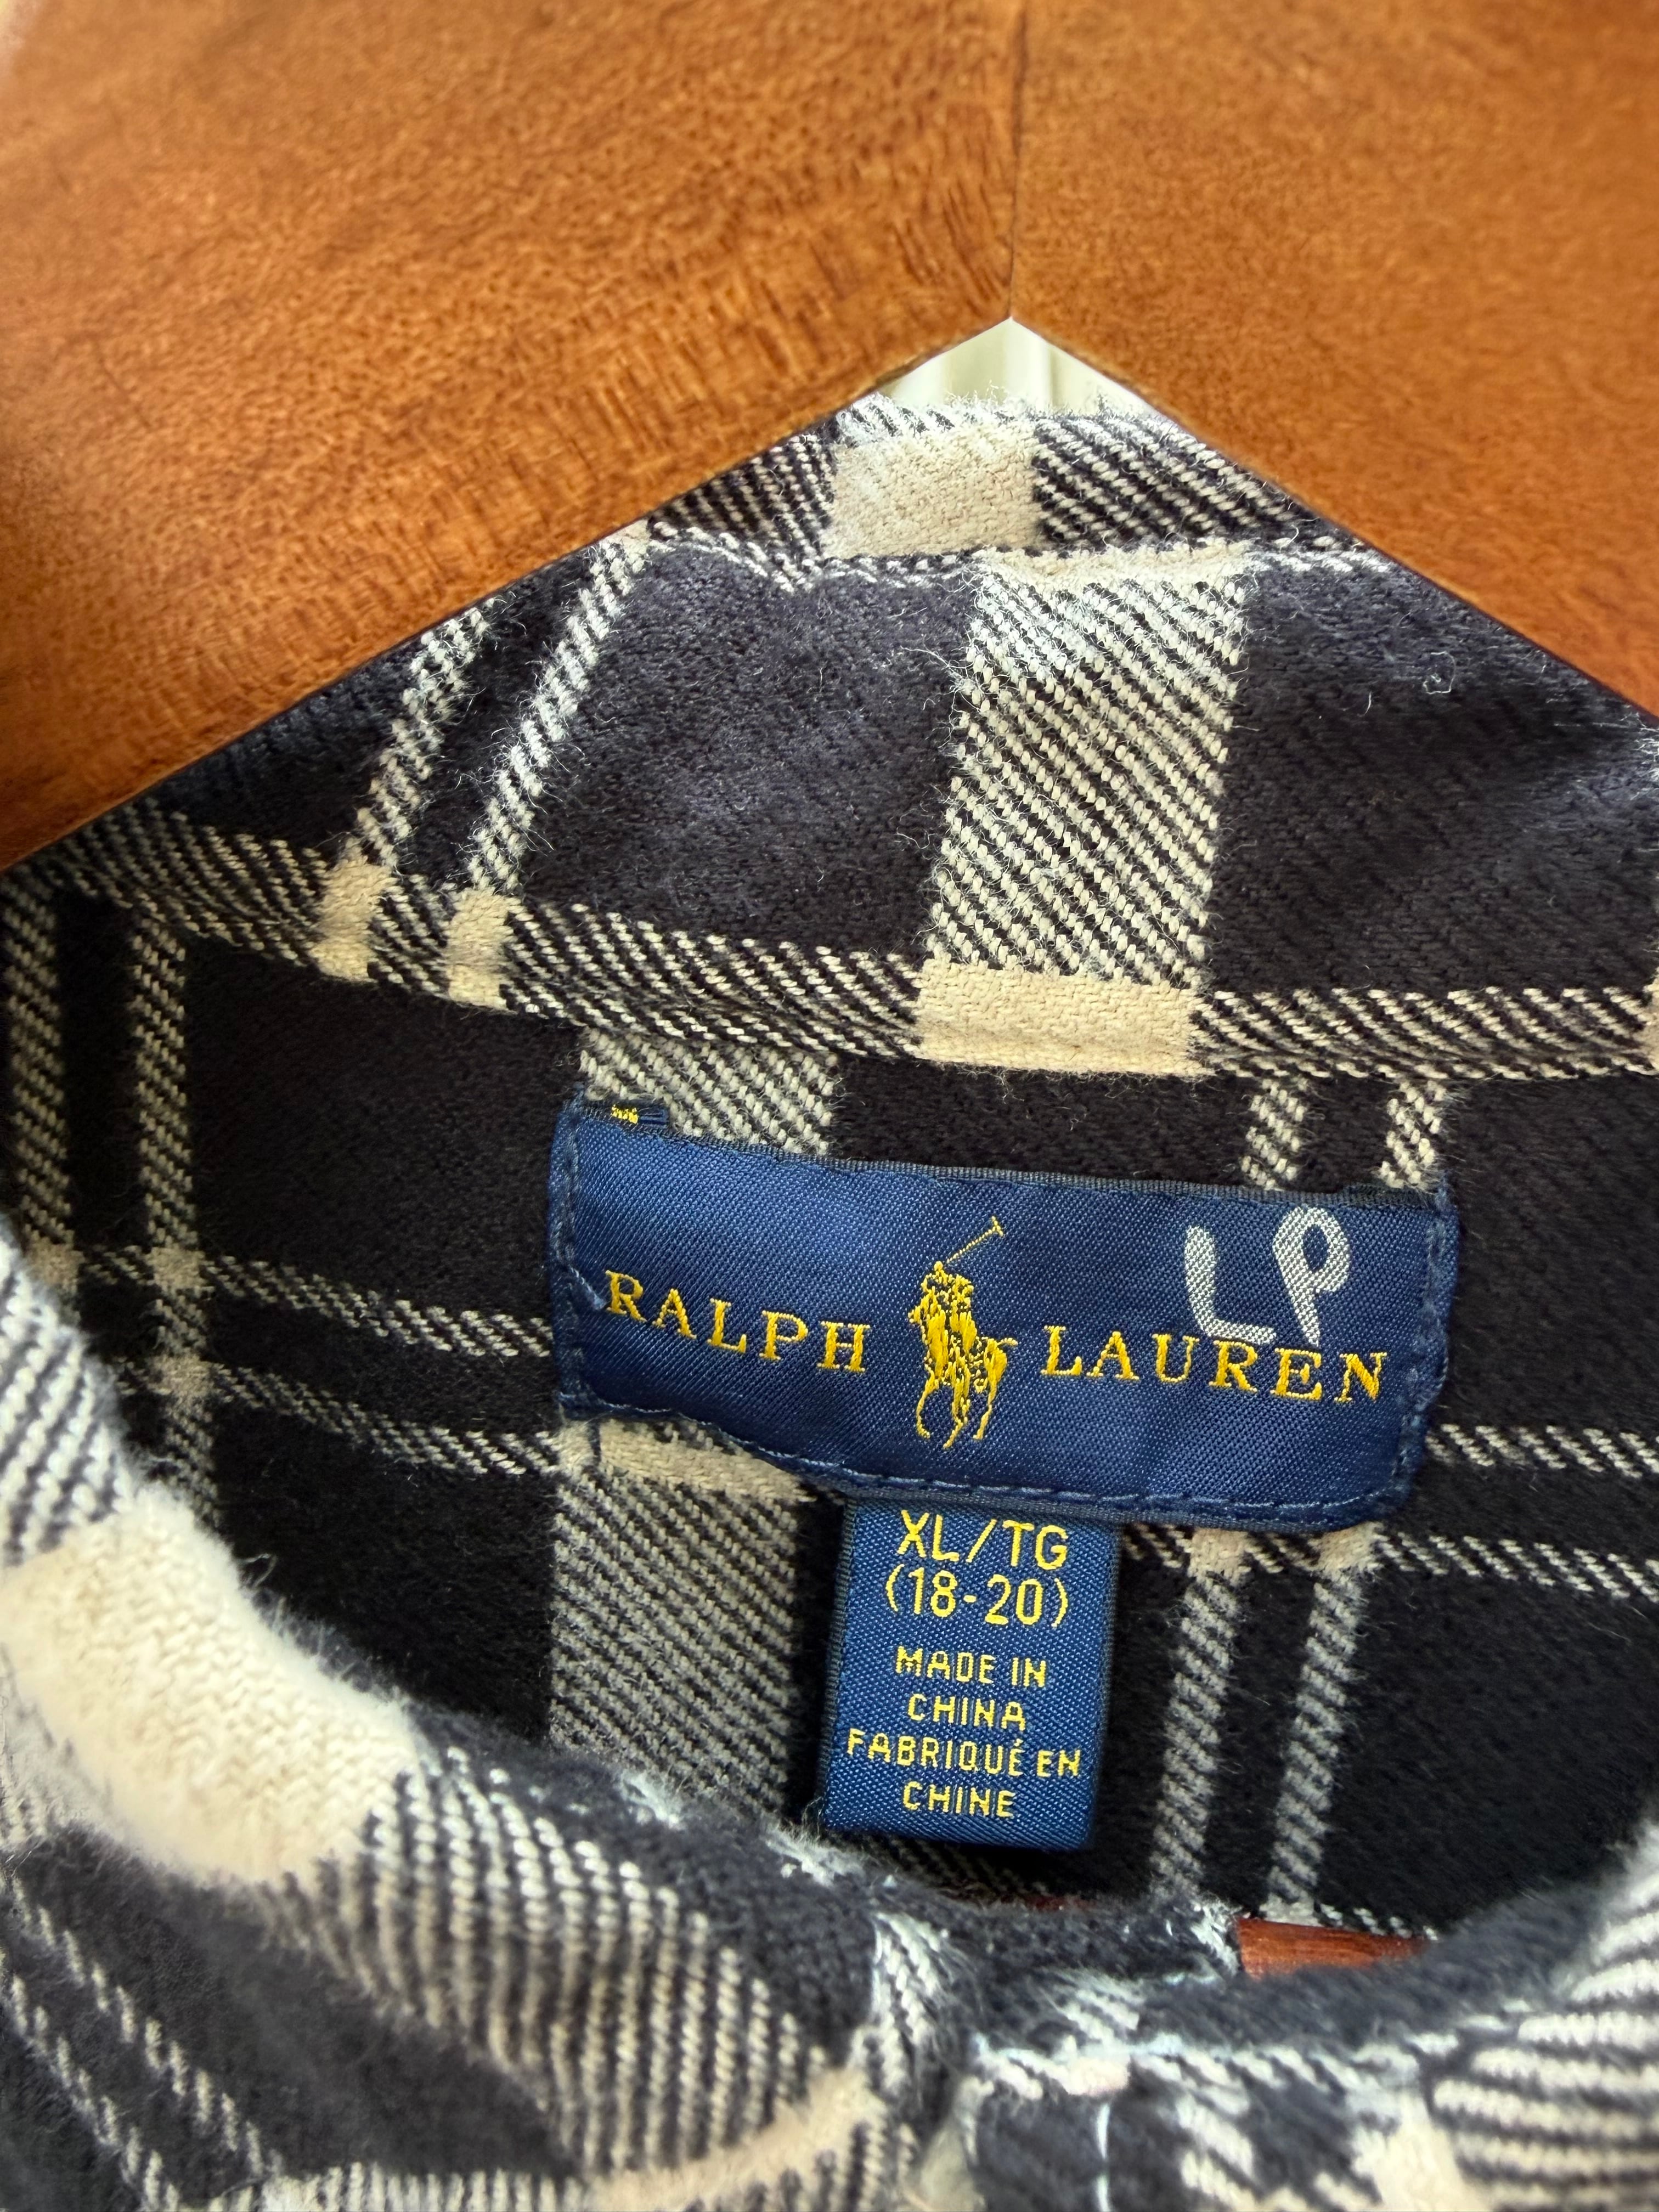 LP
RALPH LAUREN
XL/TG
(18-20)
MADE IN
CHINA
FABRIQUÉ EN
CHINE